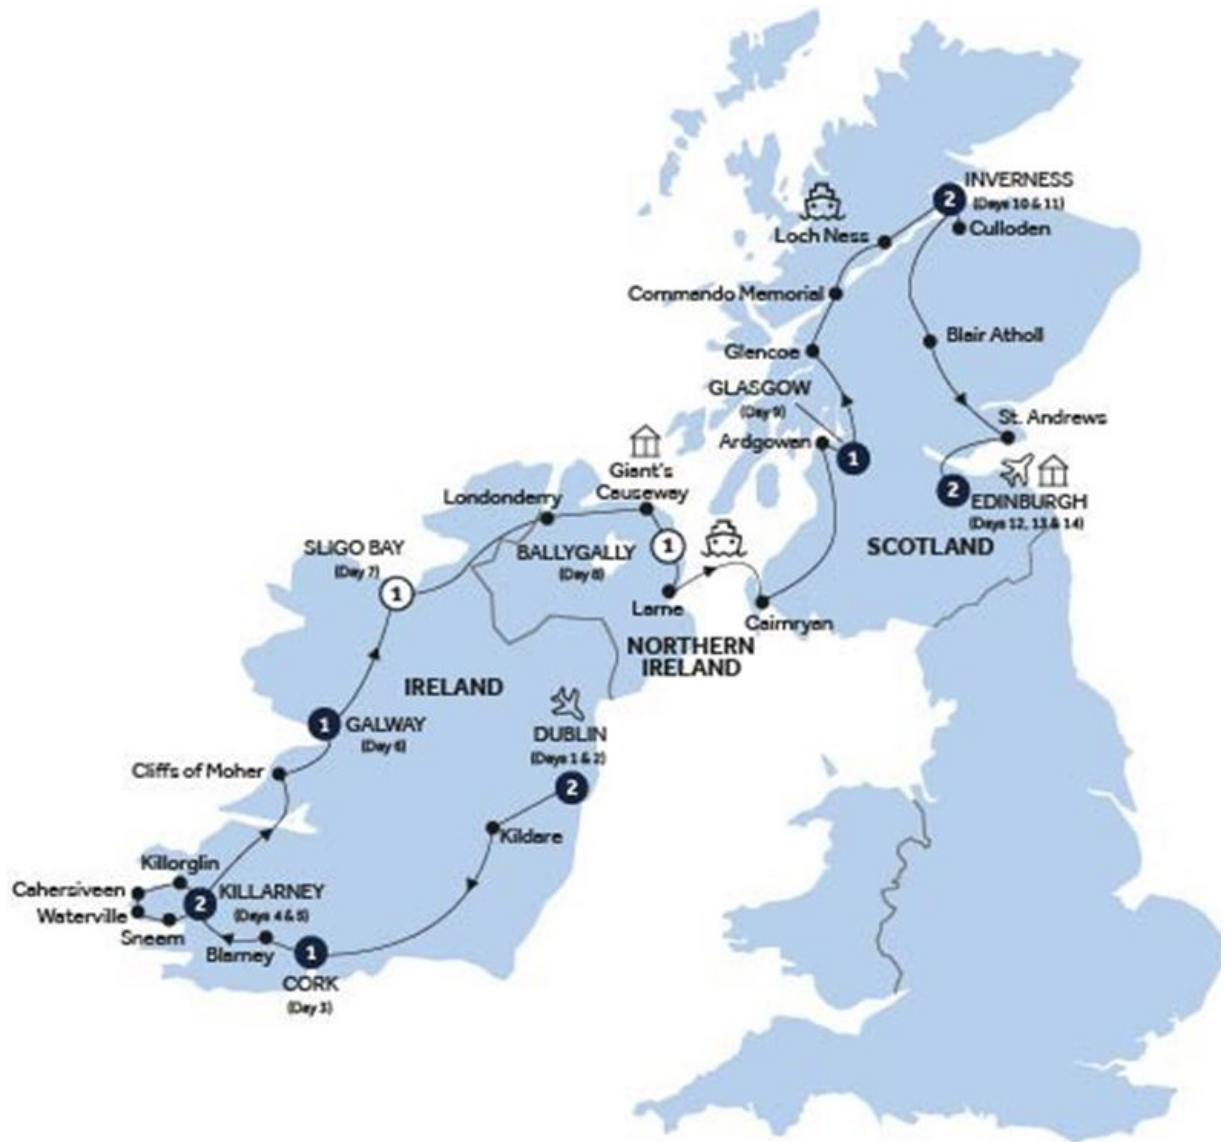 2
INVERNESS
(Days 10 & 11)
Loch Ness
Culloden
Commando Memorial
Blair Atholl
Glencoe
GLASGOW
(Day 9)
St. Andrews
Ardgowan
1
Giant's
Causeway
Londonderry
2
EDINBURGH
(Days 12, 13 & 14)
SCOTLAND
SLIGO BAY
(Day 7)
1
BALLYGALLY
(Day 8)
1
Larne
Cairnryan
NORTHERN
IRELAND
IRELAND
1
GALWAY
(Day 6)
DUBLIN
(Days 1 & 2)
2
Cliffs of Moher
Kildare
Killorglin
Cahersiveen
Waterville
Sneem
2
KILLARNEY
(Days 4 & 5)
Blarney
1
CORK
(Day 3)